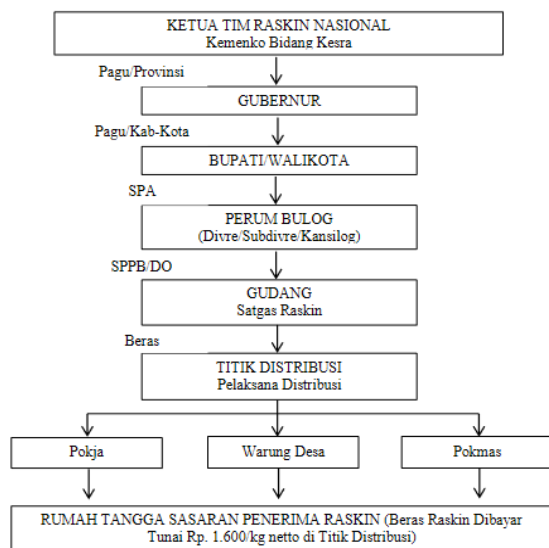 KETUA TIM RASKIN NASIONAL
Kemenko Bidang Kesra
Pagu/Provinsi
GUBERNUR
Pagu/Kab-Kota
BUPATI/WALIKOTA
SPA
PERUM BULOG
(Divre/Subdivre/Kansilog)
SPPB/DO
GUDANG
Satgas Raskin
Beras
TITIK DISTRIBUSI
Pelaksana Distribusi
Pokja
Warung Desa
Pokmas
RUMAH TANGGA SASARAN PENERIMA RASKIN (Beras Raskin Dibayar
Tunai Rp. 1.600/kg netto di Titik Distribusi)